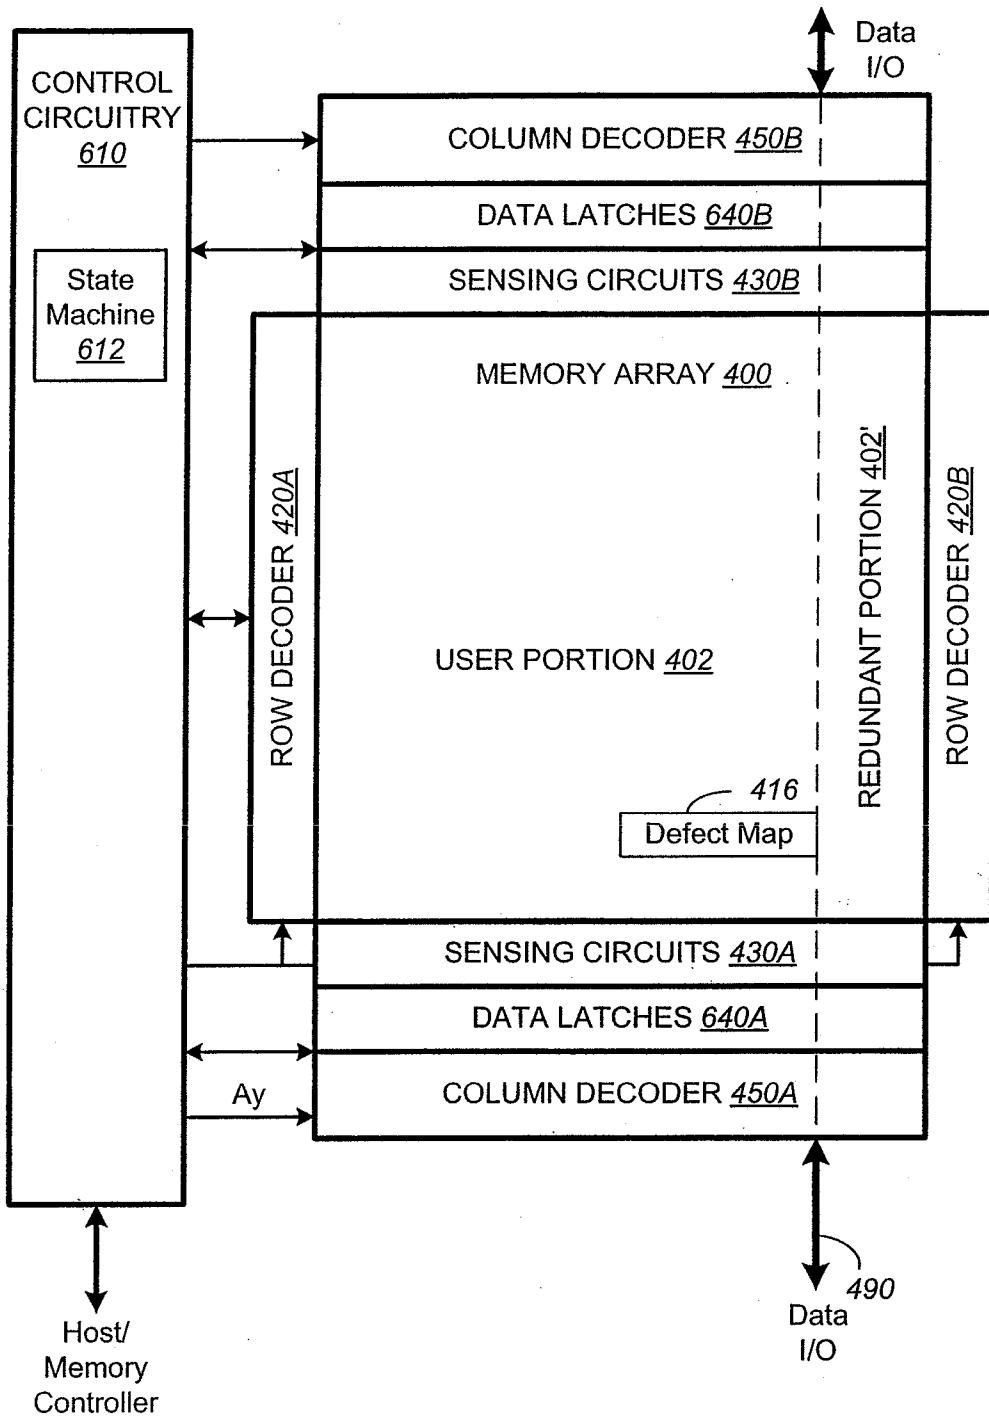 Data
I/O
CONTROL
CIRCUITRY
610
COLUMN DECODER 450B
DATA LATCHES 640B
State
Machine
612
SENSING CIRCUITS 430B
MEMORY ARRAY 400
ROW DECODER 420A
REDUNDANT PORTION 402'
ROW DECODER 420B
USER PORTION 402
416
Defect Map
SENSING CIRCUITS 430A
DATA LATCHES 640A
Ay
COLUMN DECODER 450A
490
Data
I/O
Host/
Memory
Controller